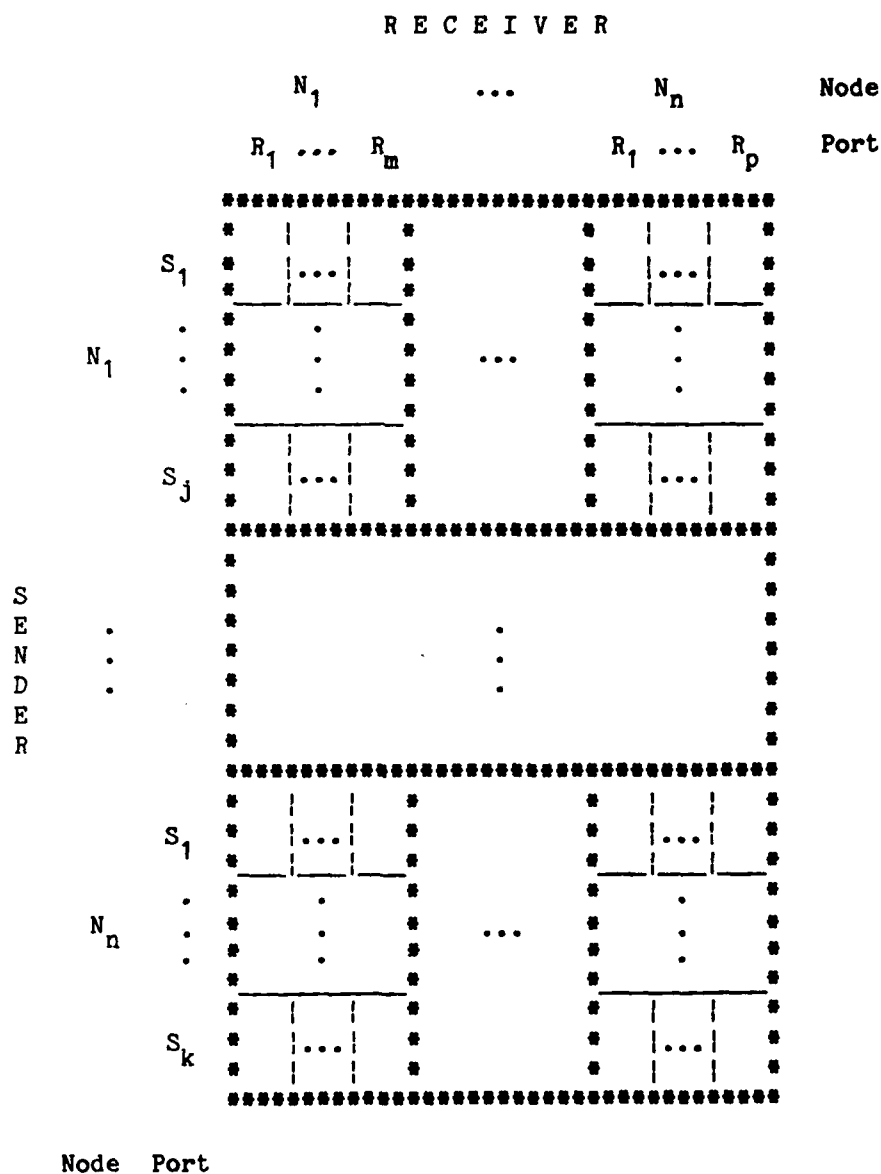 R E C E I V E R
N1 ... Nn Node
R1 ... Rm R1 ... Rp Port
S1 ... ...
N1 ...
Sj ... ...
S E N D E R
S1 ... ...
Nn ...
Sk ... ...
Node Port